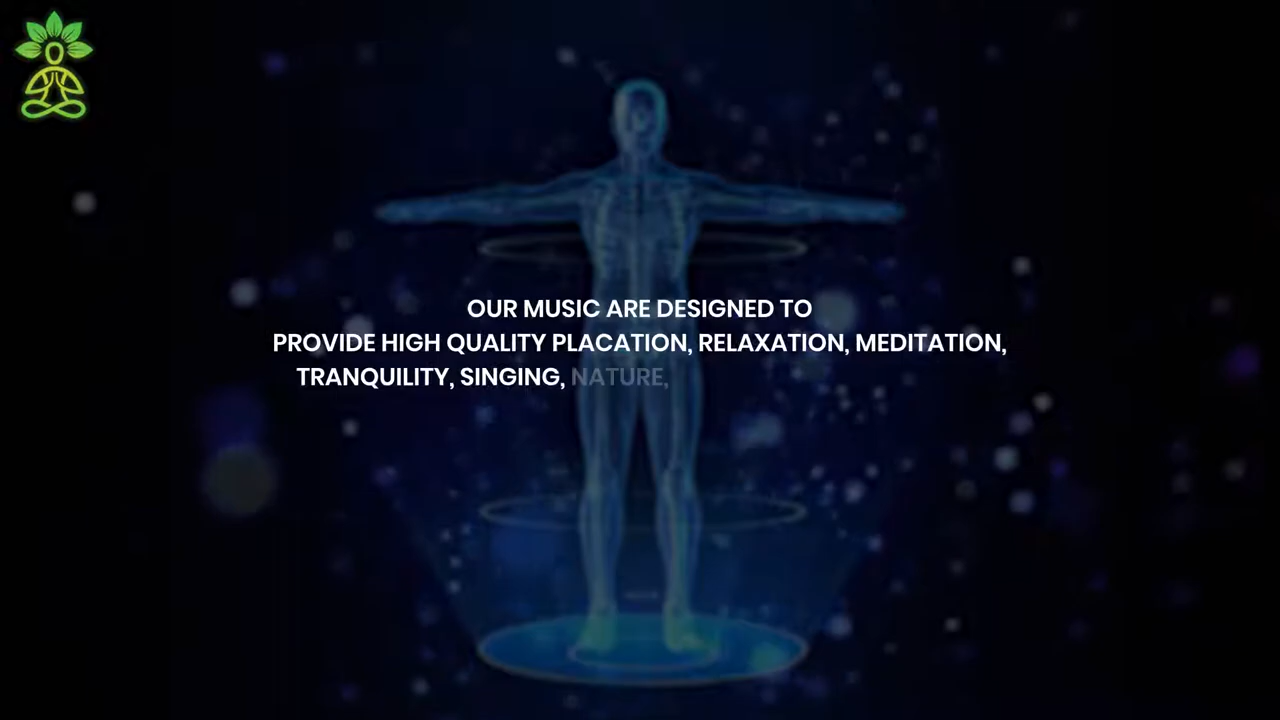 OUR MUSIC ARE DESIGNED TO
PROVIDE HIGH QUALITY PLACATION, RELAXATION, MEDITATION,
TRANQUILITY, SINGING, NATURE,